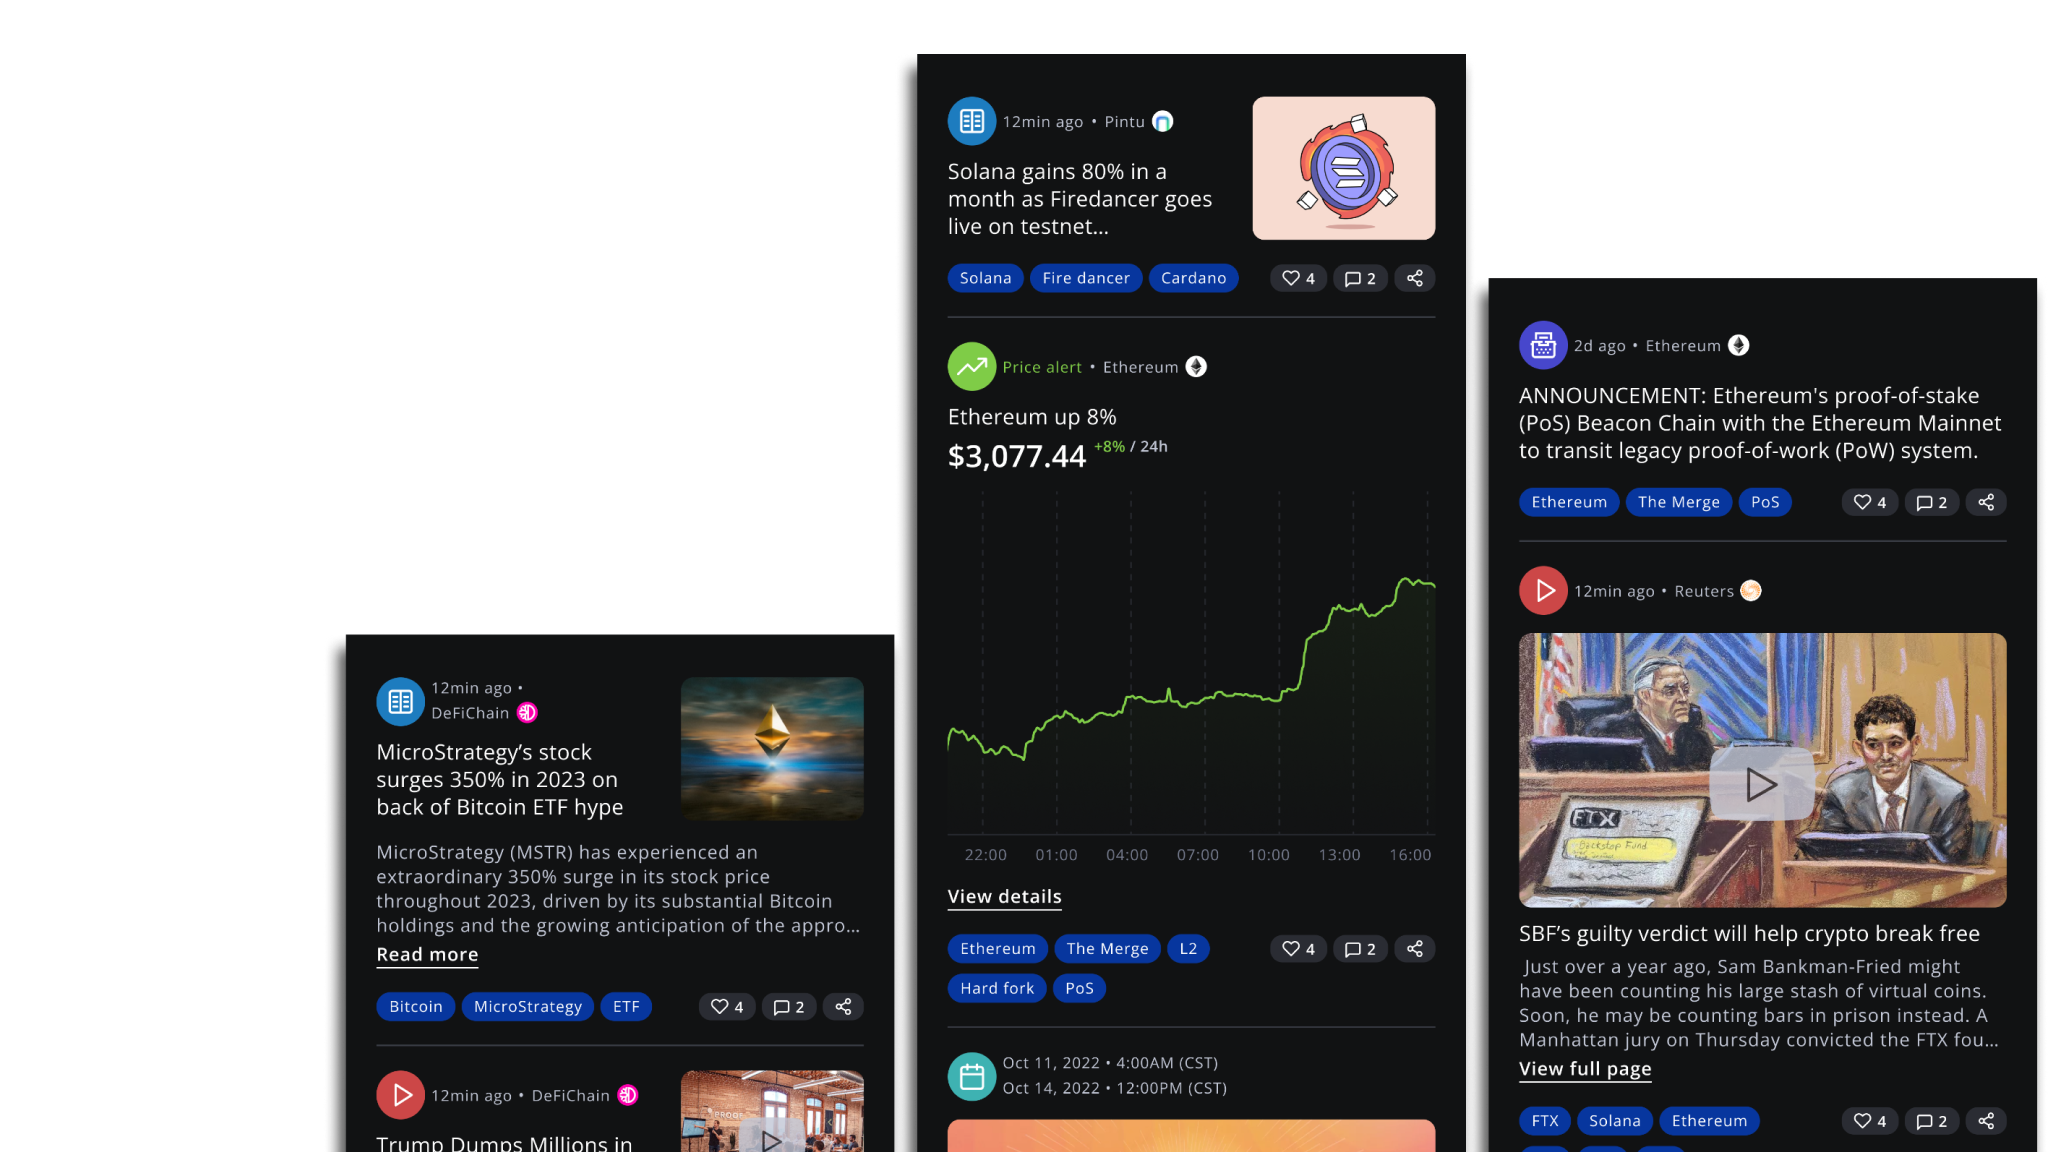 12min ago •
DeFiChain
MicroStrategy’s stock
surges 350% in 2023 on
back of Bitcoin ETF hype
MicroStrategy (MSTR) has experienced an
extraordinary 350% surge in its stock price
throughout 2023, driven by its substantial Bitcoin
holdings and the growing anticipation of the appro...
Read more
Bitcoin MicroStrategy ETF 4 2
12min ago • DeFiChain
Trump Dumps Millions in
12min ago • Pintu
Solana gains 80% in a
month as Firedancer goes
live on testnet...
Solana Fire dancer Cardano 4 2
Price alert • Ethereum
Ethereum up 8%
$3,077.44 +8% / 24h
22:00 01:00 04:00 07:00 10:00 13:00 16:00
View details
Ethereum The Merge L2 4 2
Hard fork PoS
Oct 11, 2022 • 4:00AM (CST)
Oct 14, 2022 • 12:00PM (CST)
2d ago • Ethereum
ANNOUNCEMENT: Ethereum's proof-of-stake
(PoS) Beacon Chain with the Ethereum Mainnet
to transit legacy proof-of-work (PoW) system.
Ethereum The Merge PoS 4 2
12min ago • Reuters
FTX
Backstop Fund
SBF’s guilty verdict will help crypto break free
Just over a year ago, Sam Bankman-Fried might
have been counting his large stash of virtual coins.
Soon, he may be counting bars in prison instead. A
Manhattan jury on Thursday convicted the FTX fou...
View full page
FTX Solana Ethereum 4 2